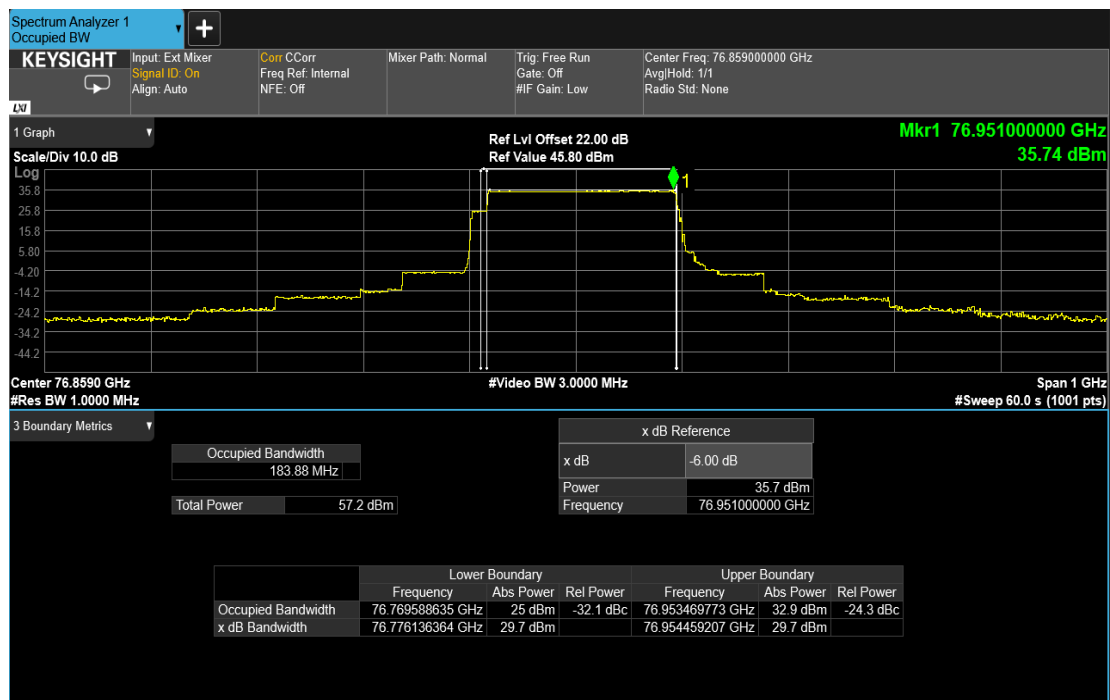 Spectrum Analyzer 1
Occupied BW
+
KEYSIGHT
LXI
Input: Ext Mixer
Signal ID: On
Align: Auto
Corr CCorr
Freq Ref: Internal
NFE: Off
Mixer Path: Normal
Trig: Free Run
Gate: Off
#IF Gain: Low
Center Freq: 76.859000000 GHz
Avg|Hold: 1/1
Radio Std: None
1 Graph
Scale/Div 10.0 dB
Ref Lvl Offset 22.00 dB
Ref Value 45.80 dBm
Mkr1 76.951000000 GHz
35.74 dBm
Log
35.8
25.8
15.8
5.80
-4.20
-14.2
-24.2
-34.2
-44.2
1
Center 76.8590 GHz
#Res BW 1.0000 MHz
#Video BW 3.0000 MHz
Span 1 GHz
#Sweep 60.0 s (1001 pts)
3 Boundary Metrics
Occupied Bandwidth
183.88 MHz
Total Power 57.2 dBm
x dB Reference
x dB -6.00 dB
Power 35.7 dBm
Frequency 76.951000000 GHz
Lower Boundary Upper Boundary
Frequency Abs Power Rel Power Frequency Abs Power Rel Power
Occupied Bandwidth 76.769588635 GHz 25 dBm -32.1 dBc 76.953469773 GHz 32.9 dBm -24.3 dBc
x dB Bandwidth 76.776136364 GHz 29.7 dBm 76.954459207 GHz 29.7 dBm